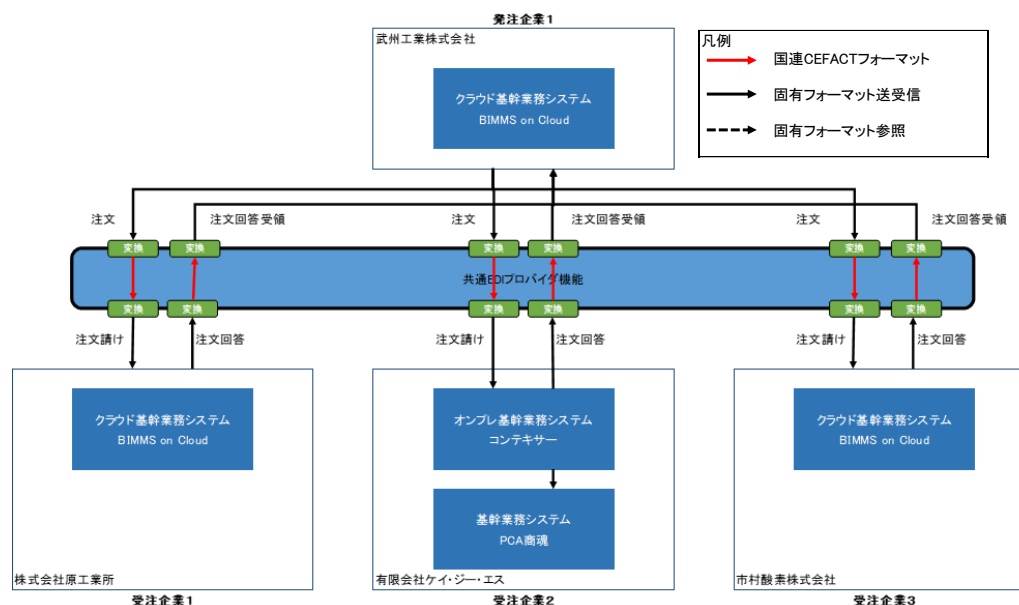 発注企業1
武州工業株式会社
クラウド基幹業務システム
BIMMS on Cloud
凡例
国連CEFACTフォーマット
固有フォーマット送受信
固有フォーマット参照
注文
注文回答受領
注文
注文回答受領
注文
注文回答受領
変換
変換
変換
変換
変換
変換
共通EDIプロバイダ機能
変換
変換
変換
変換
変換
変換
注文請け
注文回答
注文請け
注文回答
注文請け
注文回答
クラウド基幹業務システム
BIMMS on Cloud
オンプレ基幹業務システム
コンテキサー
クラウド基幹業務システム
BIMMS on Cloud
基幹業務システム
PCA商魂
株式会社原工業所
有限会社ケイ・ジー・エス
市村酸素株式会社
受注企業1
受注企業2
受注企業3